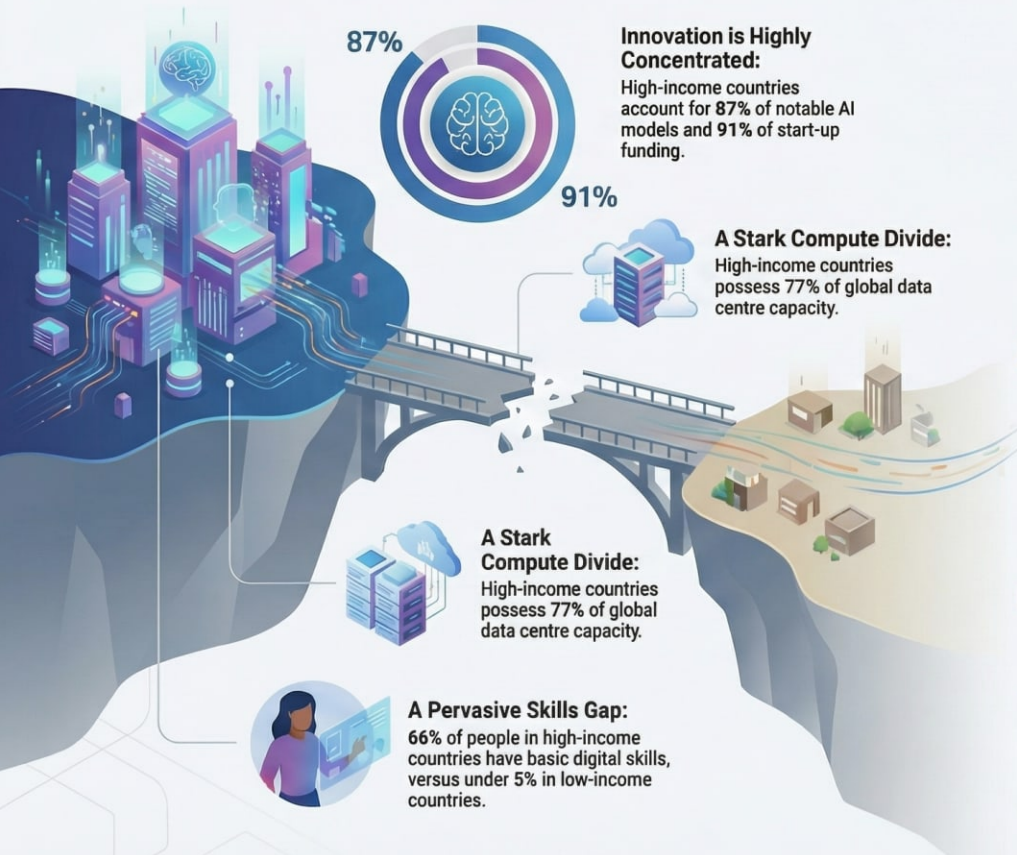 87%
91%
Innovation is Highly
Concentrated:
High-income countries
account for 87% of notable AI
models and 91% of start-up
funding.
A Stark Compute Divide:
High-income countries
possess 77% of global data
centre capacity.
A Stark
Compute Divide:
High-income countries
possess 77% of global
data centre capacity.
A Pervasive Skills Gap:
66% of people in high-income
countries have basic digital skills,
versus under 5% in low-income
countries.